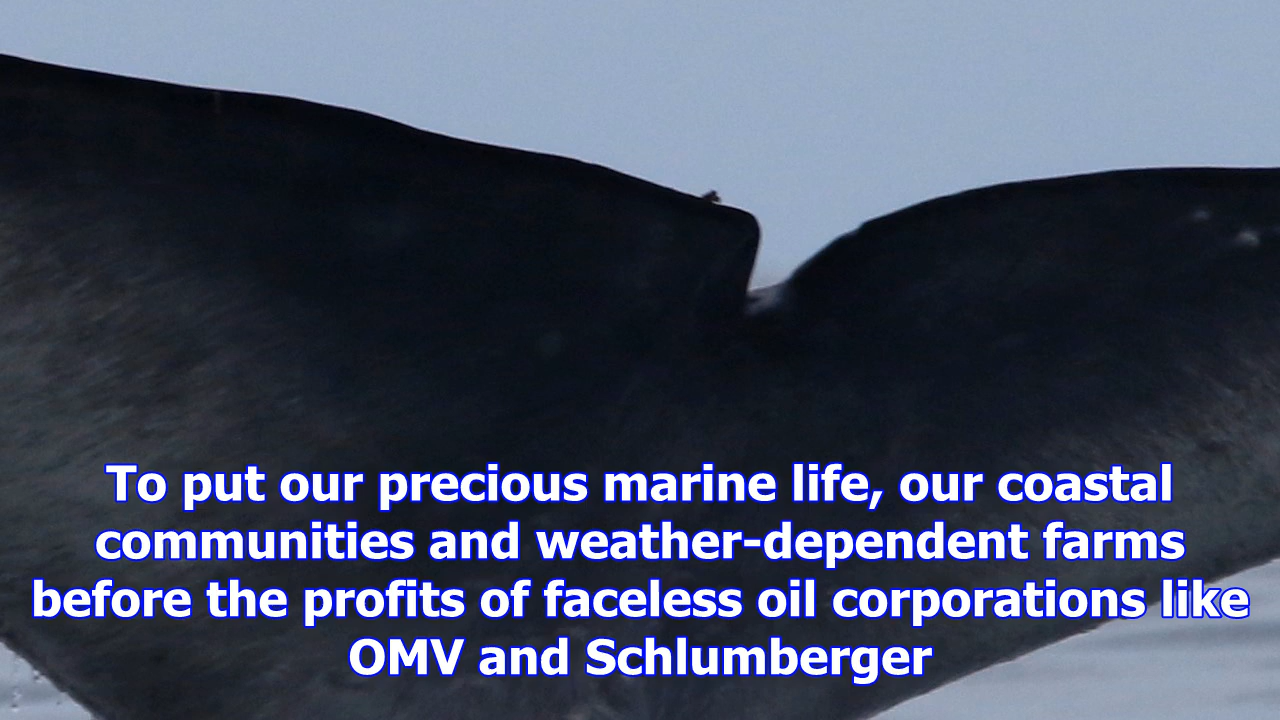 To put our precious marine life, our coastal
communities and weather-dependent farms
before the profits of faceless oil corporations like
OMV and Schlumberger